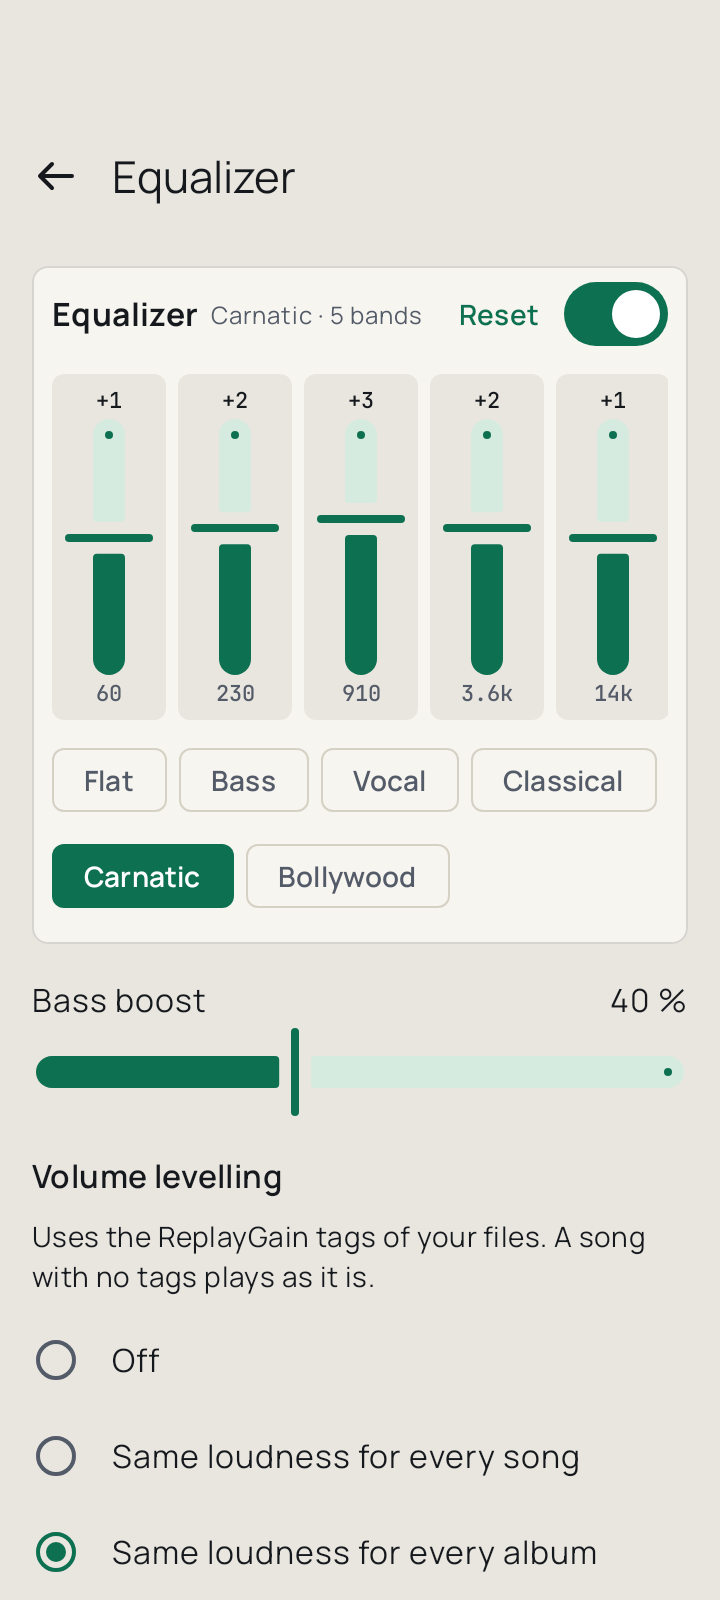 Equalizer
Equalizer Carnatic · 5 bands Reset
+1 +2 +3 +2 +1
60 230 910 3.6k 14k
Flat Bass Vocal Classical
Carnatic Bollywood
Bass boost 40 %
Volume levelling
Uses the ReplayGain tags of your files. A song
with no tags plays as it is.
Off
Same loudness for every song
Same loudness for every album